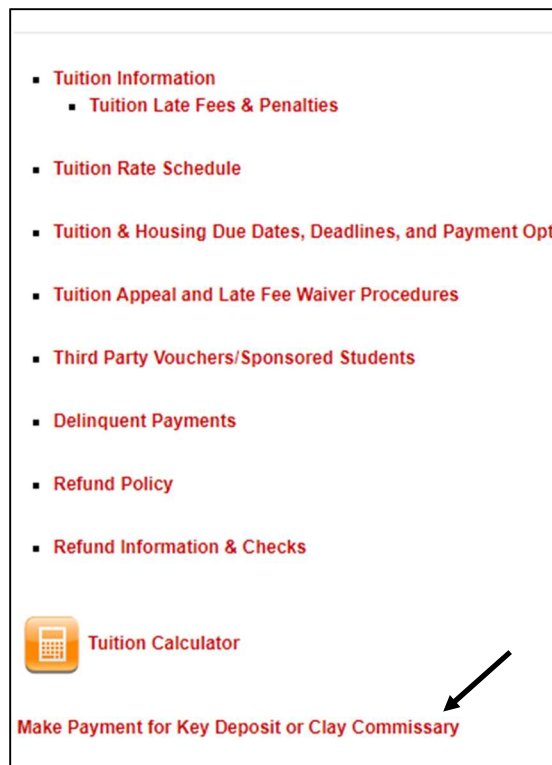 Tuition Information
Tuition Late Fees & Penalties
Tuition Rate Schedule
Tuition & Housing Due Dates, Deadlines, and Payment Opt
Tuition Appeal and Late Fee Waiver Procedures
Third Party Vouchers/Sponsored Students
Delinquent Payments
Refund Policy
Refund Information & Checks
Tuition Calculator
Make Payment for Key Deposit or Clay Commissary